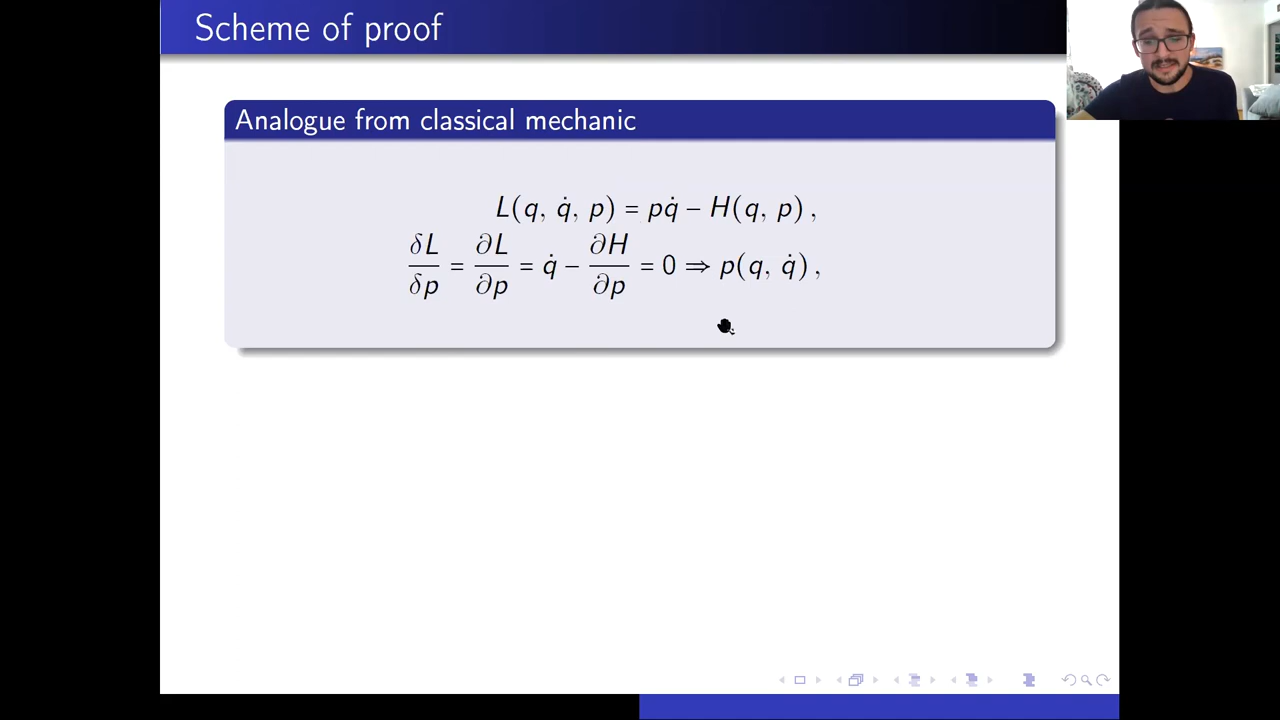 Scheme of proof
Analogue from classical mechanic
L(q, q̇, p) = pq̇ − H(q, p) ,
δL/δp = ∂L/∂p = q̇ − ∂H/∂p = 0 ⇒ p(q, q̇) ,